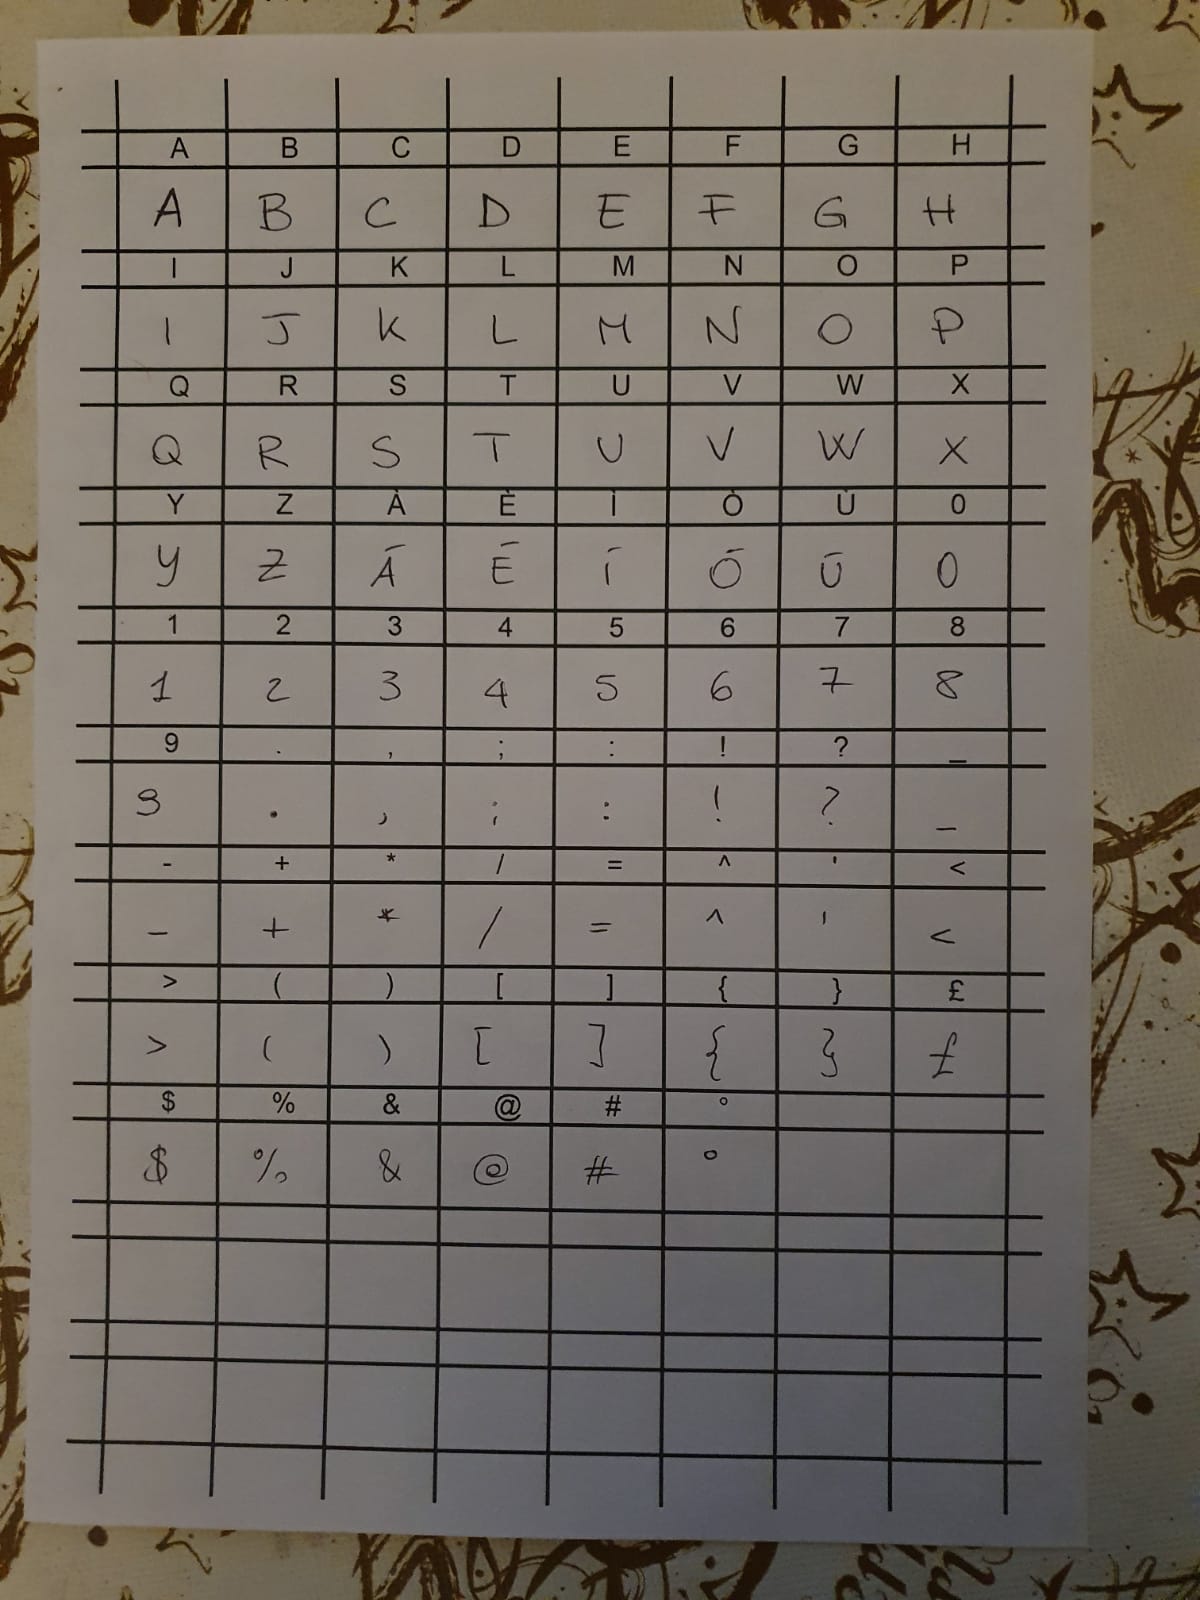 A B C D E F G H
A B C D E F G H
I J K L M N O P
I J K L M N O P
Q R S T U V W X
Q R S T U V W X
Y Z À È Ì Ò Ù 0
Y Z Ā Ē Ī Ō Ū 0
1 2 3 4 5 6 7 8
1 2 3 4 5 6 7 8
9 . , ; : ! ? _
9 . , ; : ! ? _
- + * / = ^ ' <
- + * / = ^ ' <
> ( ) [ ] { } £
> ( ) [ ] { } £
$ % & @ # °
$ % & @ # °